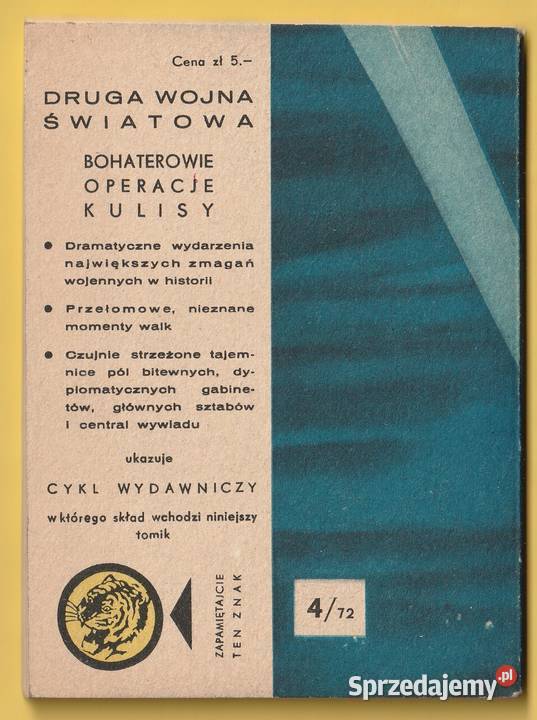 Cena zł 5.–
DRUGA WOJNA
ŚWIATOWA
BOHATEROWIE
OPERACJE
KULISY
● Dramatyczne wydarzenia
największych zmagań
wojennych w historii
● Przełomowe, nieznane
momenty walk
● Czujnie strzeżone tajem-
nice pól bitewnych, dy-
plomatycznych gabine-
tów, głównych sztabów
i central wywiadu
ukazuje
CYKL WYDAWNICZY
w którego skład wchodzi niniejszy
tomik
ZAPAMIĘTAJCIE
TEN ZNAK
4/72
Sprzedajemy.pl